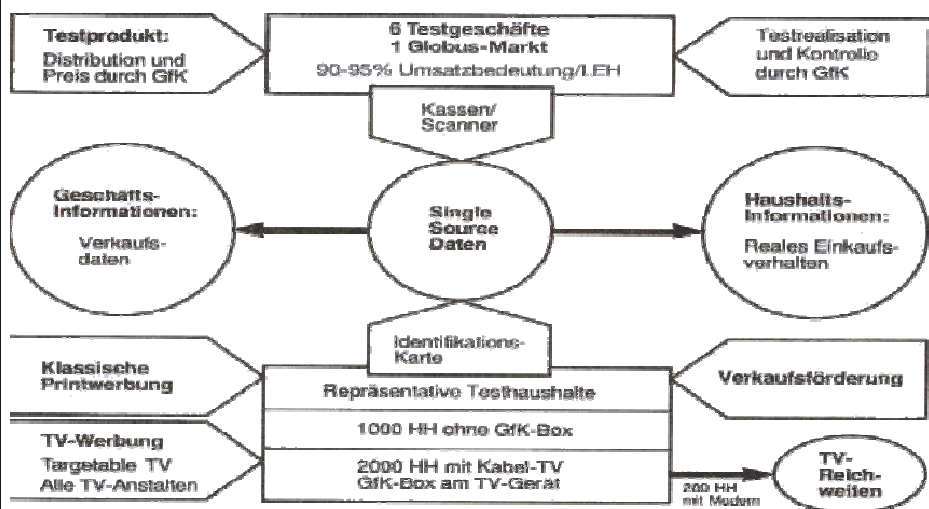 Testprodukt:
Distribution und
Preis durch GfK
6 Testgeschäfte
1 Globus-Markt
90-95% Umsatzbedeutung/LEH
Testrealisation
und Kontrolle
durch GfK
Kassen/
Scanner
Geschäfts-
Informationen:
Verkaufs-
daten
Single
Source
Daten
Haushalts-
Informationen:
Reales Einkaufs-
verhalten
Identifikations-
Karte
Klassische
Printwerbung
Repräsentative Testhaushalte
Verkaufsförderung
1000 HH ohne GfK-Box
TV-Werbung
Targetable TV
Alle TV-Anstalten
2000 HH mit Kabel-TV
GfK-Box am TV-Gerät
200 HH
mit Modem
TV-
Reich-
weiten